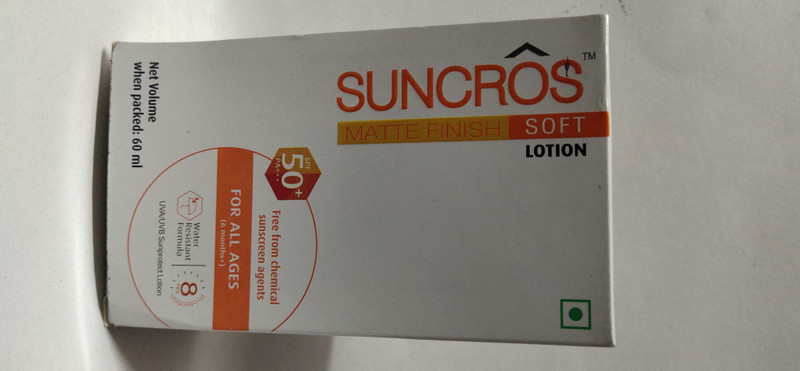 SUNCRÔS™
MATTE FINISH SOFT
LOTION
SPF
50+
PA+++
Free from chemical
sunscreen agents
FOR ALL AGES
(6 months+)
Water
Resistant
Formula
8
UVA/UVB Sunprotect Lotion
Net Volume
when packed: 60 ml